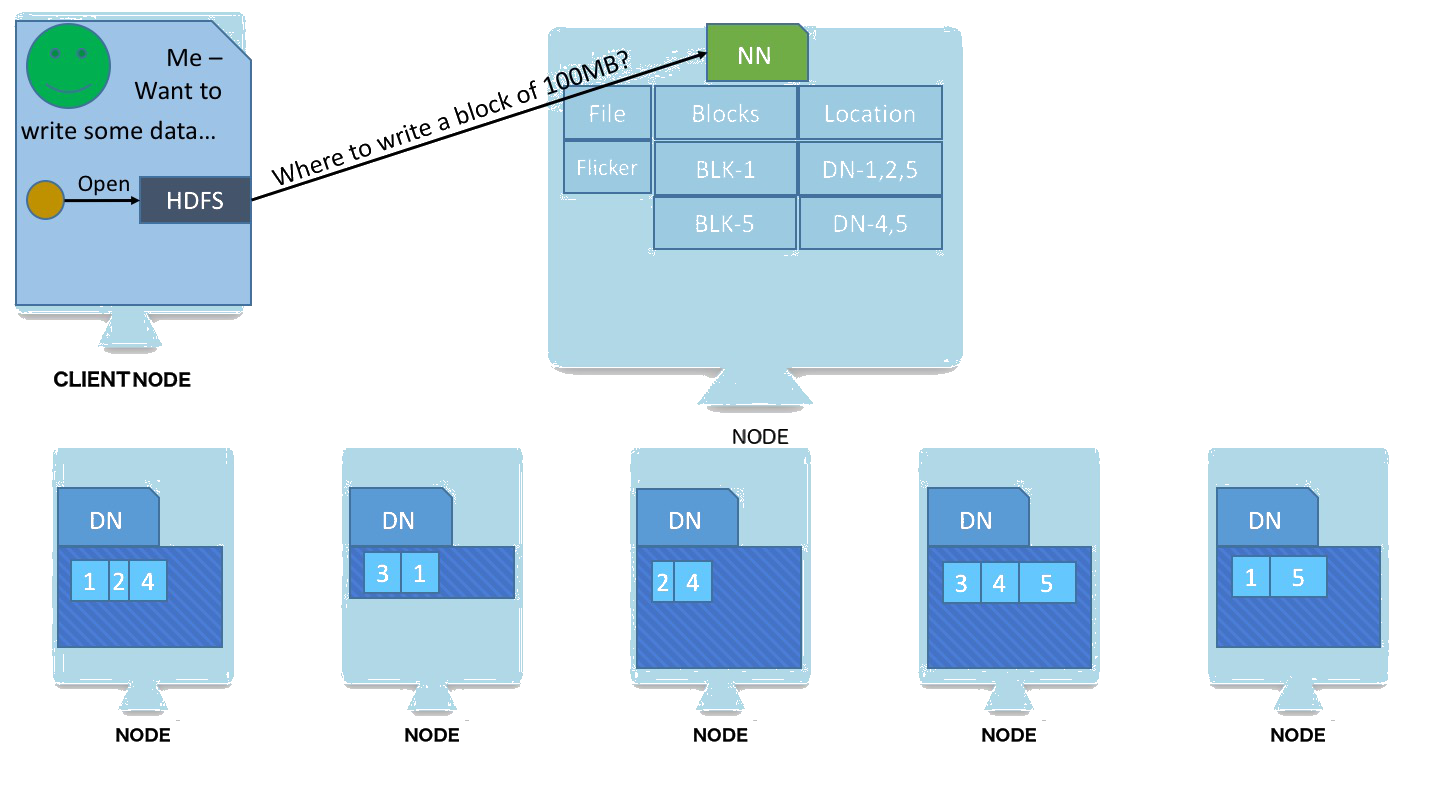 Me –
Want to
write some data...
Open
HDFS
CLIENT NODE
Where to write a block of 100MB?
NN
File Blocks Location
Flicker BLK-1 DN-1,2,5
BLK-5 DN-4,5
NODE
DN
1 2 4
NODE
DN
3 1
NODE
DN
2 4
NODE
DN
3 4 5
NODE
DN
1 5
NODE